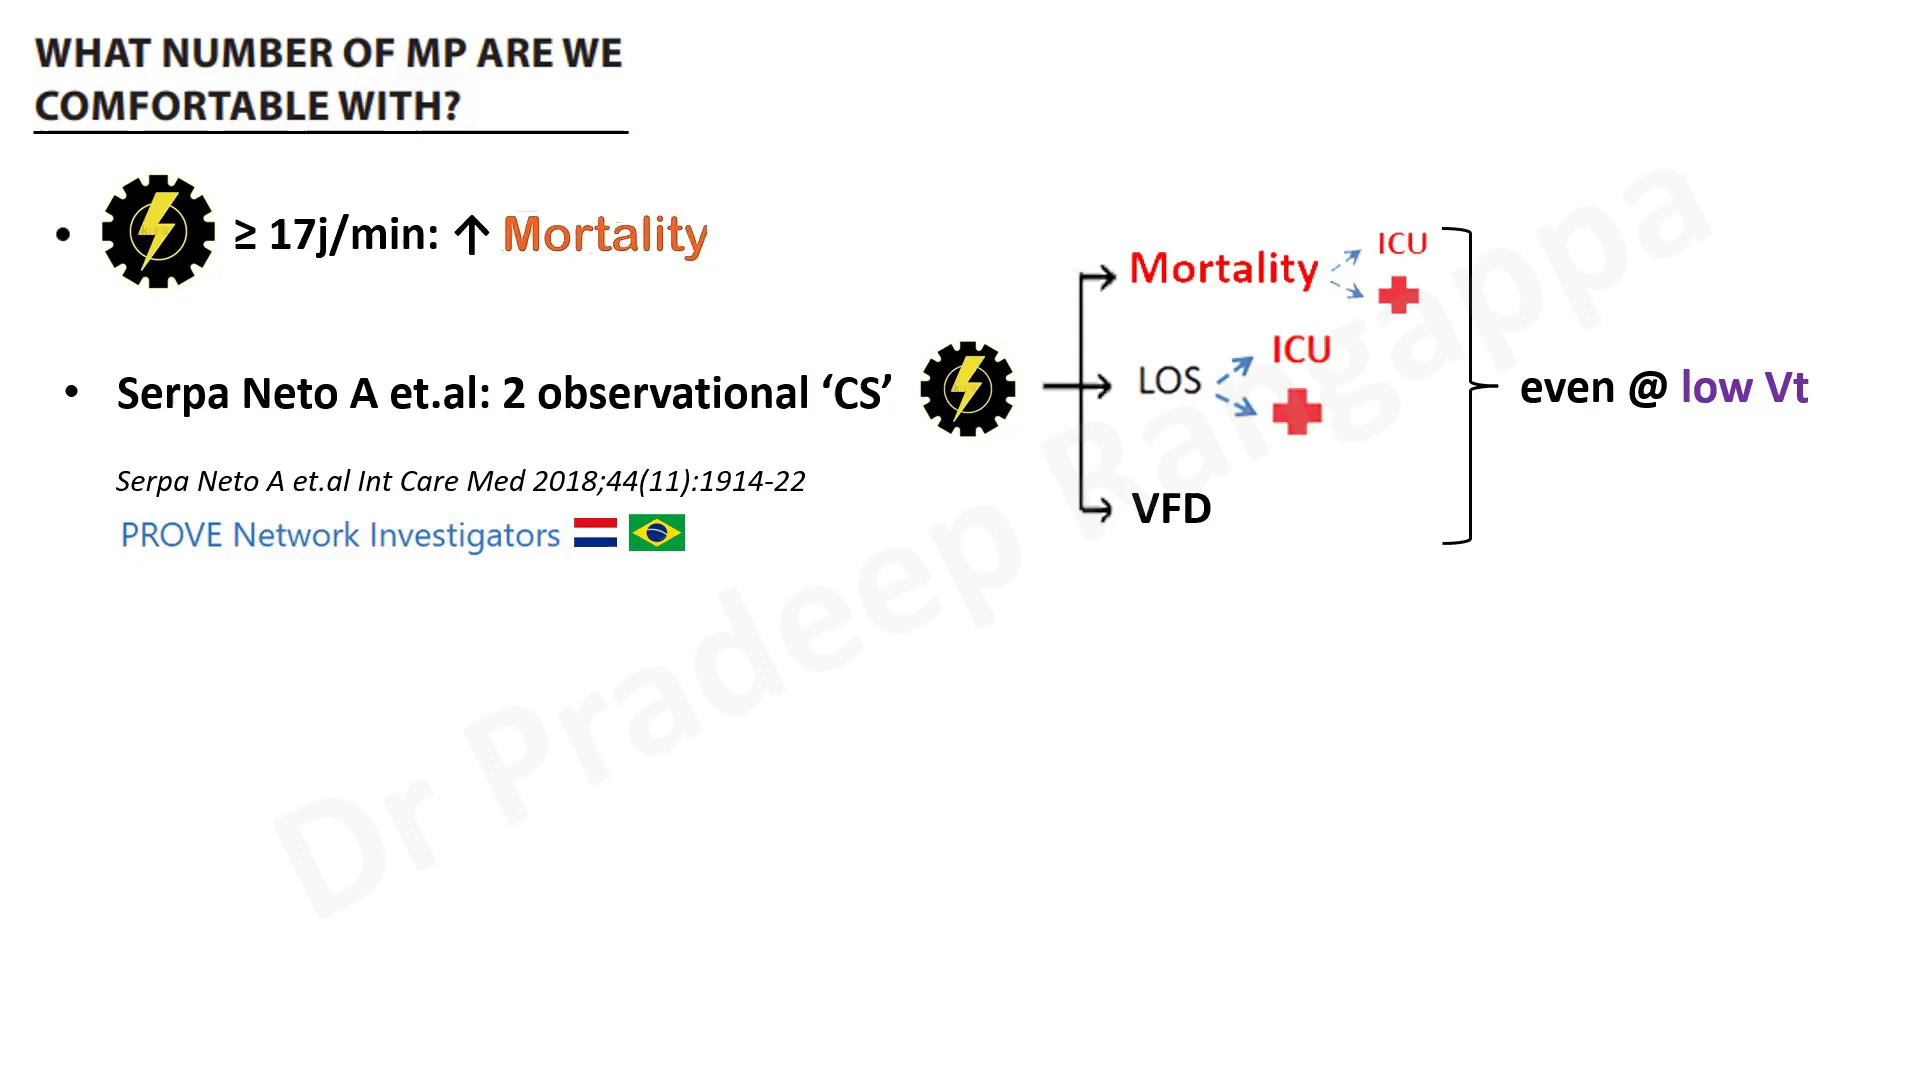 WHAT NUMBER OF MP ARE WE
COMFORTABLE WITH?
• ≥ 17j/min: ↑ Mortality
• Serpa Neto A et.al: 2 observational ‘CS’
Serpa Neto A et.al Int Care Med 2018;44(11):1914-22
PROVE Network Investigators
Mortality
ICU
LOS
ICU
VFD
even @ low Vt
Dr Pradeep Rangappa